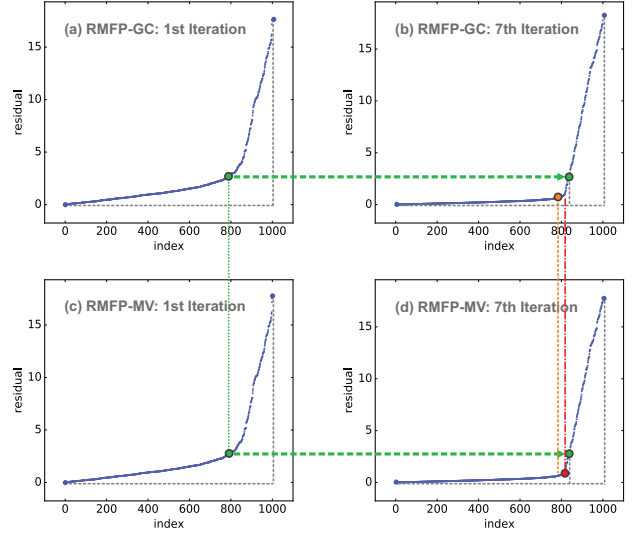 (a) RMFP-GC: 1st Iteration
15
10
5
0
residual
0 200 400 600 800 1000
index
(b) RMFP-GC: 7th Iteration
15
10
5
0
residual
0 200 400 600 800 1000
index
(c) RMFP-MV: 1st Iteration
15
10
5
0
residual
0 200 400 600 800 1000
index
(d) RMFP-MV: 7th Iteration
15
10
5
0
residual
0 200 400 600 800 1000
index